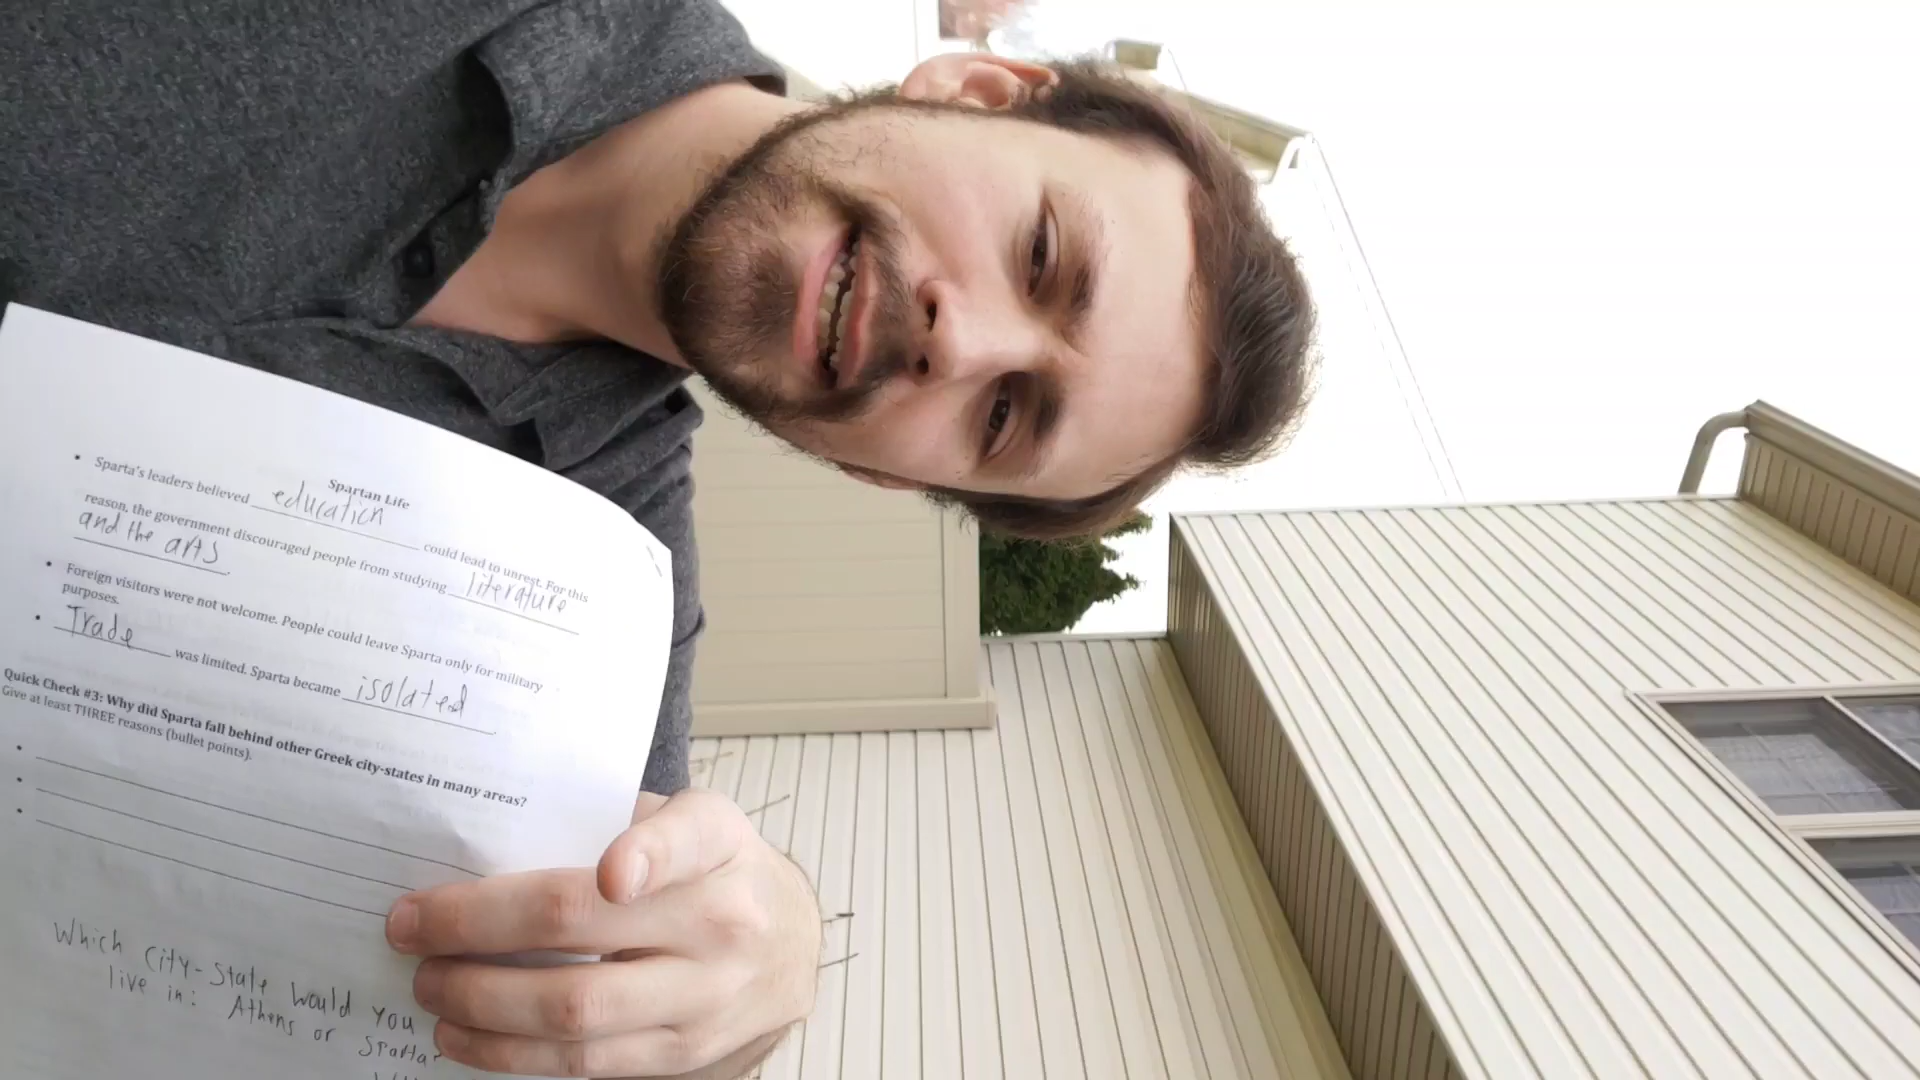 Spartan Life
• Sparta's leaders believed education could lead to unrest. For this
reason, the government discouraged people from studying literature
and the arts.
• Foreign visitors were not welcome. People could leave Sparta only for military
purposes.
• Trade was limited. Sparta became isolated.
Quick Check #3: Why did Sparta fall behind other Greek city-states in many areas?
Give at least THREE reasons (bullet points).
•
•
•
Which City-State would you
live in: Athens or Sparta?